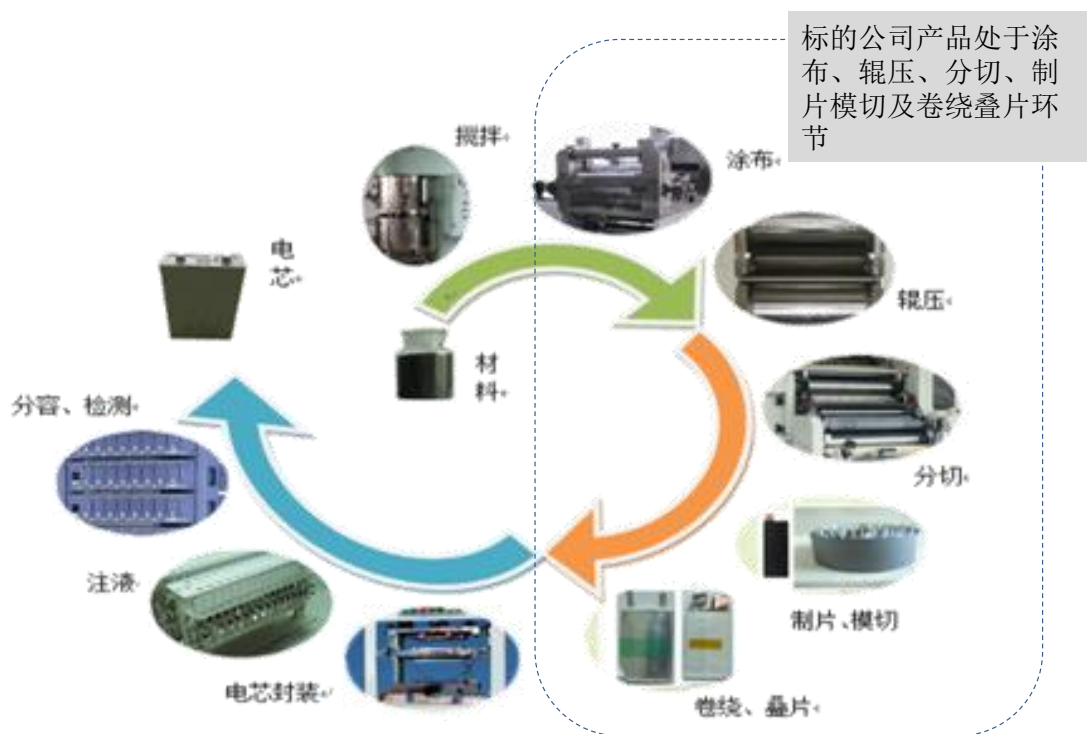 标的公司产品处于涂
布、辊压、分切、制
片模切及卷绕叠片环
节
搅拌
涂布
辊压
分切
制片、模切
卷绕、叠片
电芯封装
注液
分容、检测
电
芯
材
料